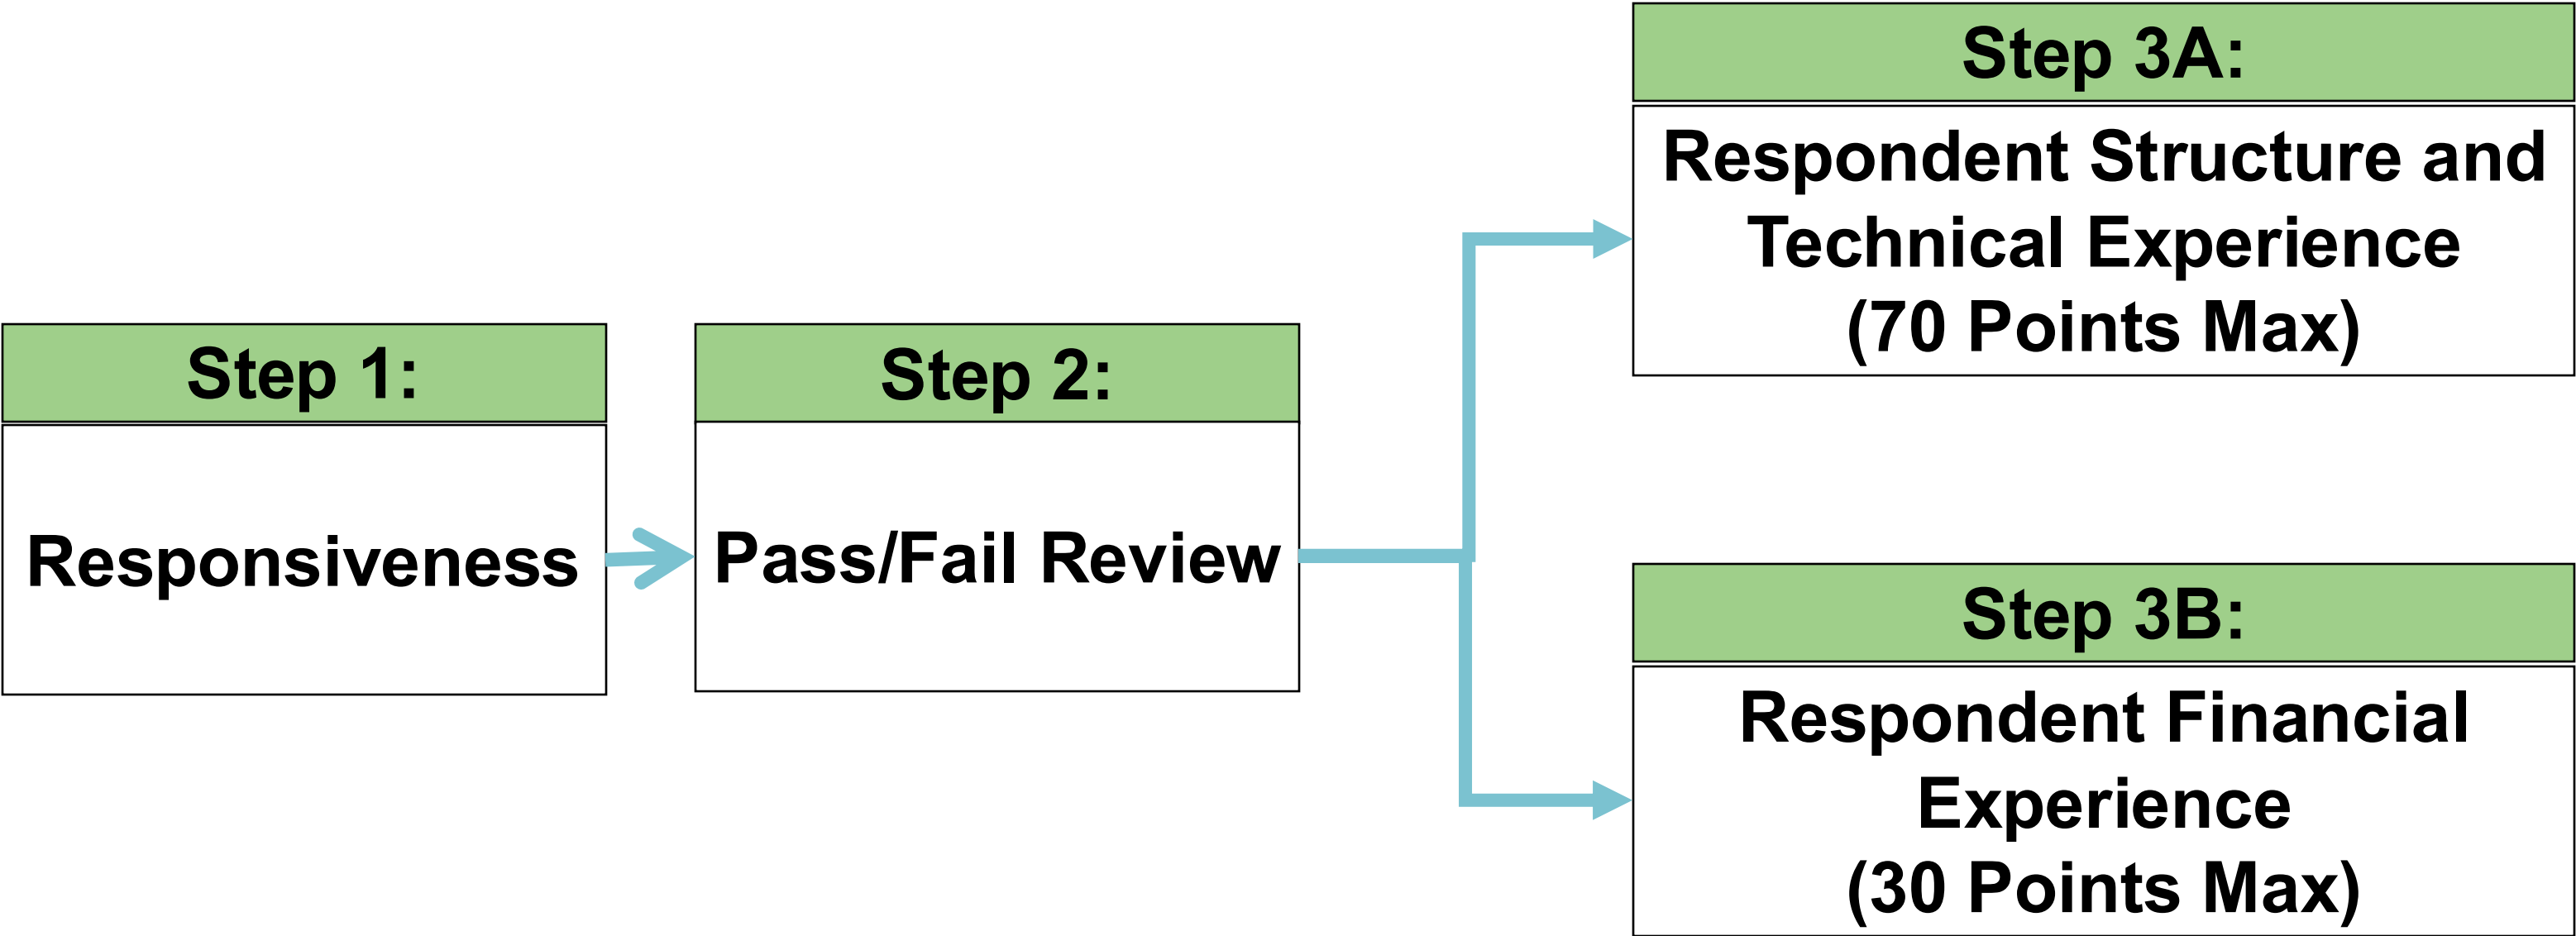 Step 1:
Responsiveness
Step 2:
Pass/Fail Review
Step 3A:
Respondent Structure and
Technical Experience
(70 Points Max)
Step 3B:
Respondent Financial
Experience
(30 Points Max)